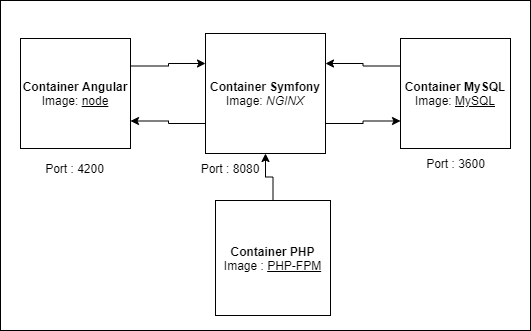 Container Angular
Image: node
Container Symfony
Image: NGINX
Container MySQL
Image: MySQL
Port : 4200
Port : 8080
Port : 3600
Container PHP
Image : PHP-FPM